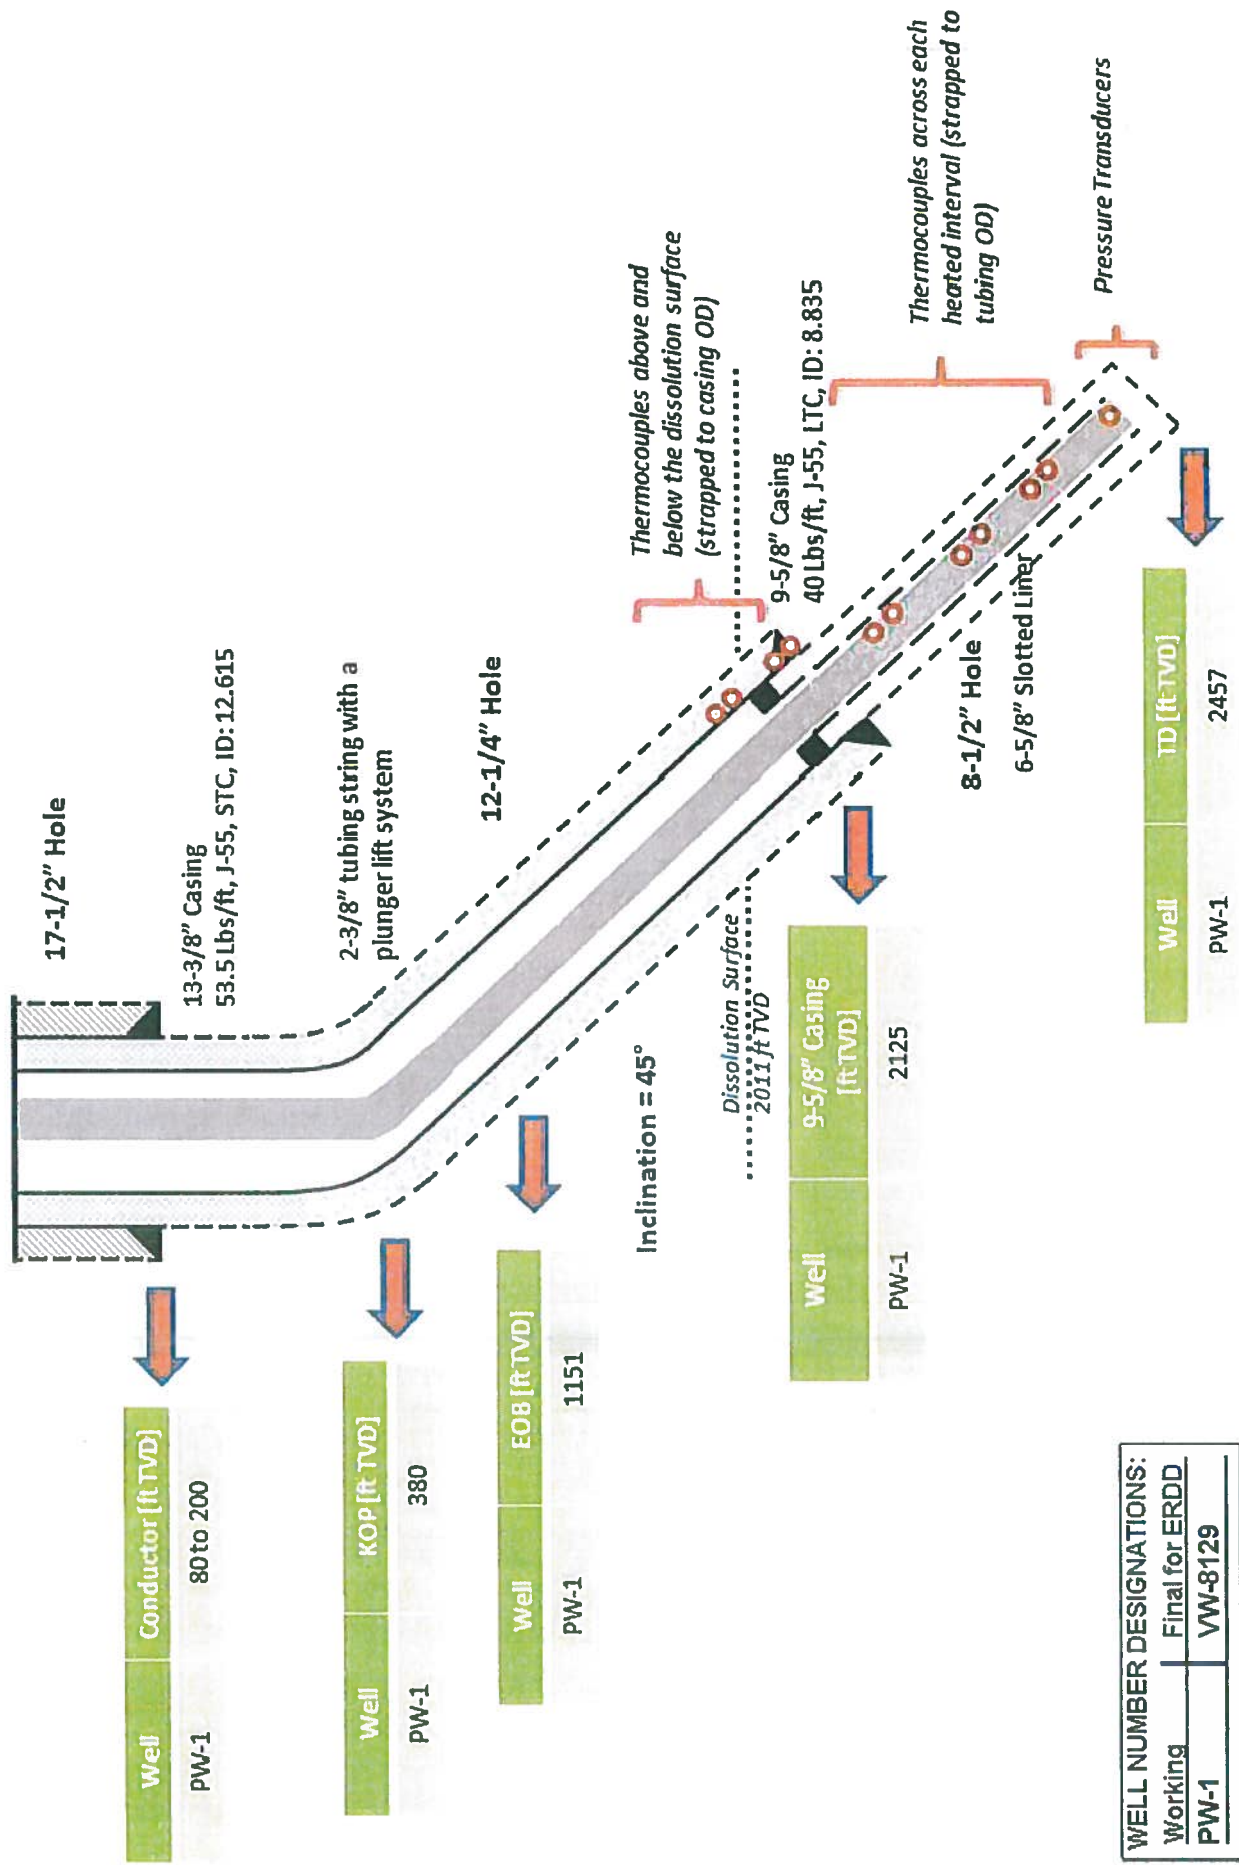 17-1/2" Hole
13-3/8" Casing
53.5 Lbs/ft, J-55, STC, ID: 12.615
2-3/8" tubing string with a
plunger lift system
12-1/4" Hole
Thermocouples above and
below the dissolution surface
(strapped to casing OD)
9-5/8" Casing
40 Lbs/ft, J-55, LTC, ID: 8.835
Thermocouples across each
heated interval (strapped to
tubing OD)
Pressure Transducers
8-1/2" Hole
6-5/8" Slotted Liner
Inclination = 45°
Dissolution Surface
2011 ft TVD
Well Conductor [ft TVD]
PW-1 80 to 200
Well KOP [ft TVD]
PW-1 380
Well EOB [ft TVD]
PW-1 1151
Well 9-5/8" Casing
[ft TVD]
PW-1 2125
Well TD [ft TVD]
PW-1 2457
WELL NUMBER DESIGNATIONS:
Working Final for ERDD
PW-1 VW-8129